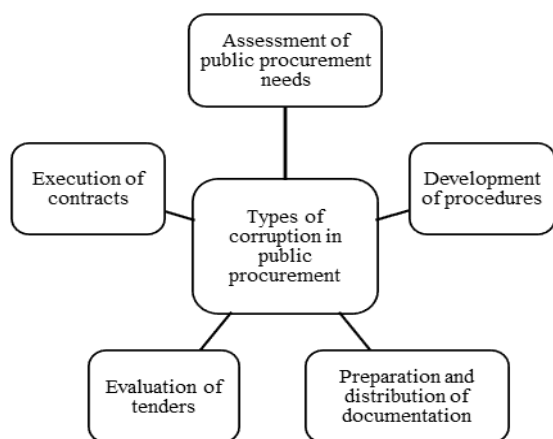 Assessment of
public procurement
needs
Execution of
contracts
Development
of procedures
Types of
corruption in
public
procurement
Evaluation of
tenders
Preparation and
distribution of
documentation